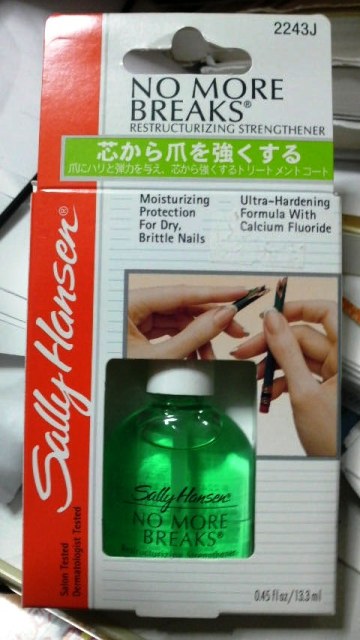 2243J
NO MORE
BREAKS®
RESTRUCTURIZING STRENGTHENER
芯から爪を強くする
爪にハリと弾力を与え、芯から強くするトリートメントコート
Moisturizing
Protection
For Dry,
Brittle Nails
Ultra-Hardening
Formula With
Calcium Fluoride
Sally Hansen®
Salon Tested
Dermatologist Tested
Sally Hansen®
NO MORE
BREAKS®
0.45 fl oz/13.3 ml